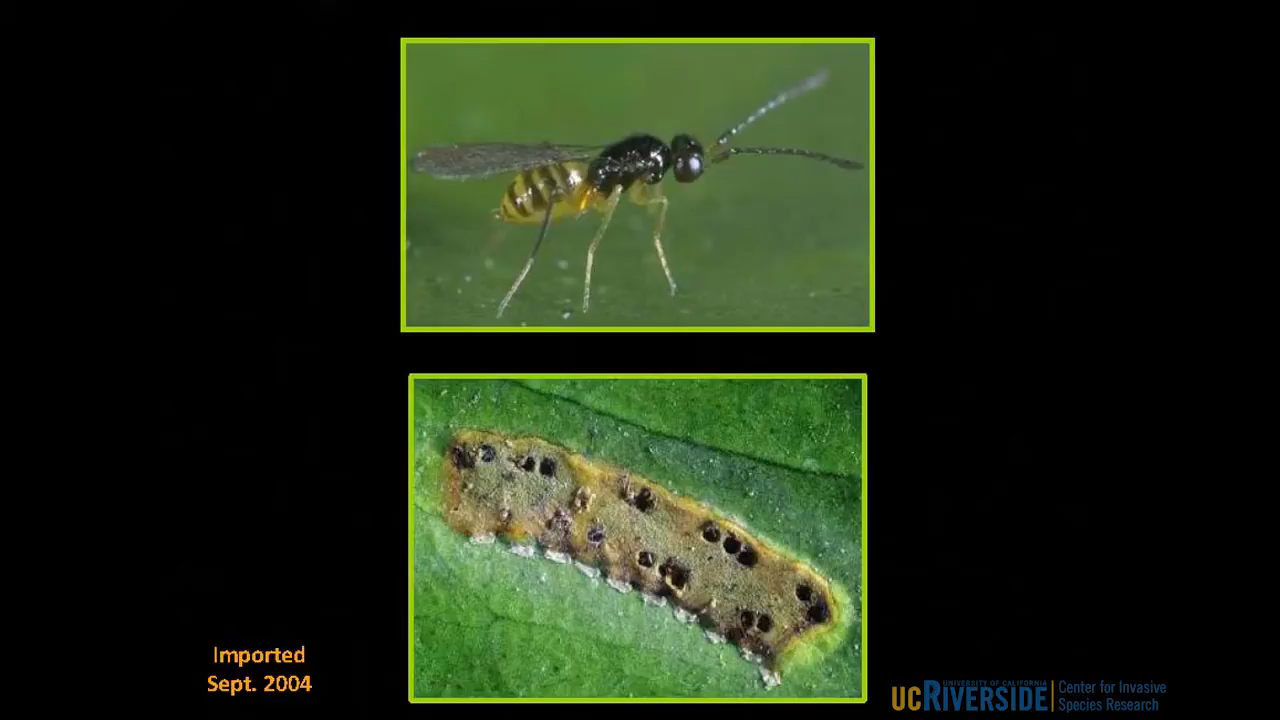 Imported
Sept. 2004
UNIVERSITY OF CALIFORNIA
UCRIVERSIDE
Center for Invasive
Species Research